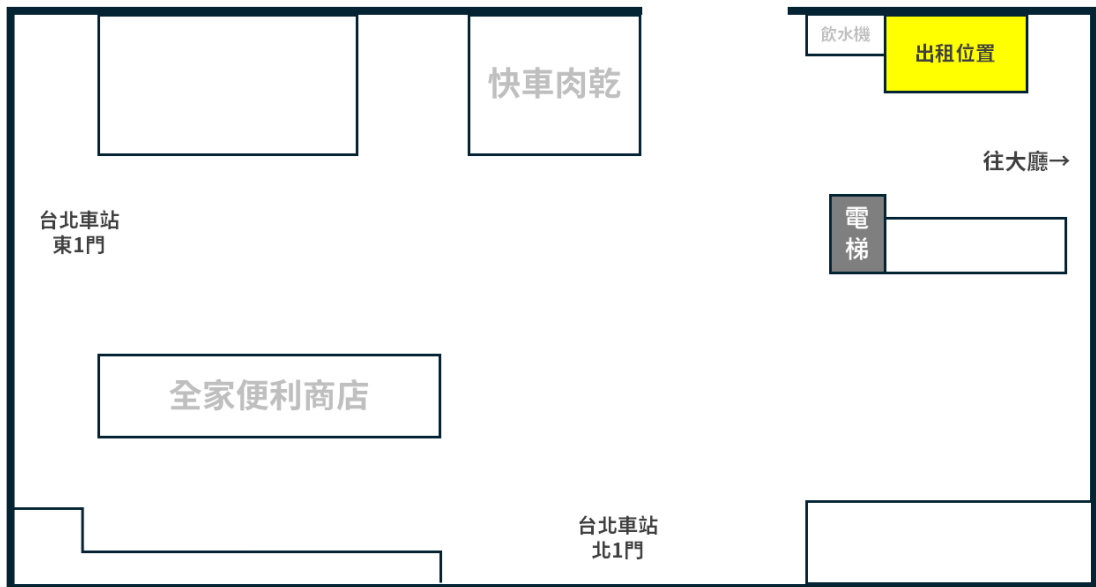 飲水機
出租位置
快車肉乾
往大廳→
台北車站
東1門
電
梯
全家便利商店
台北車站
北1門